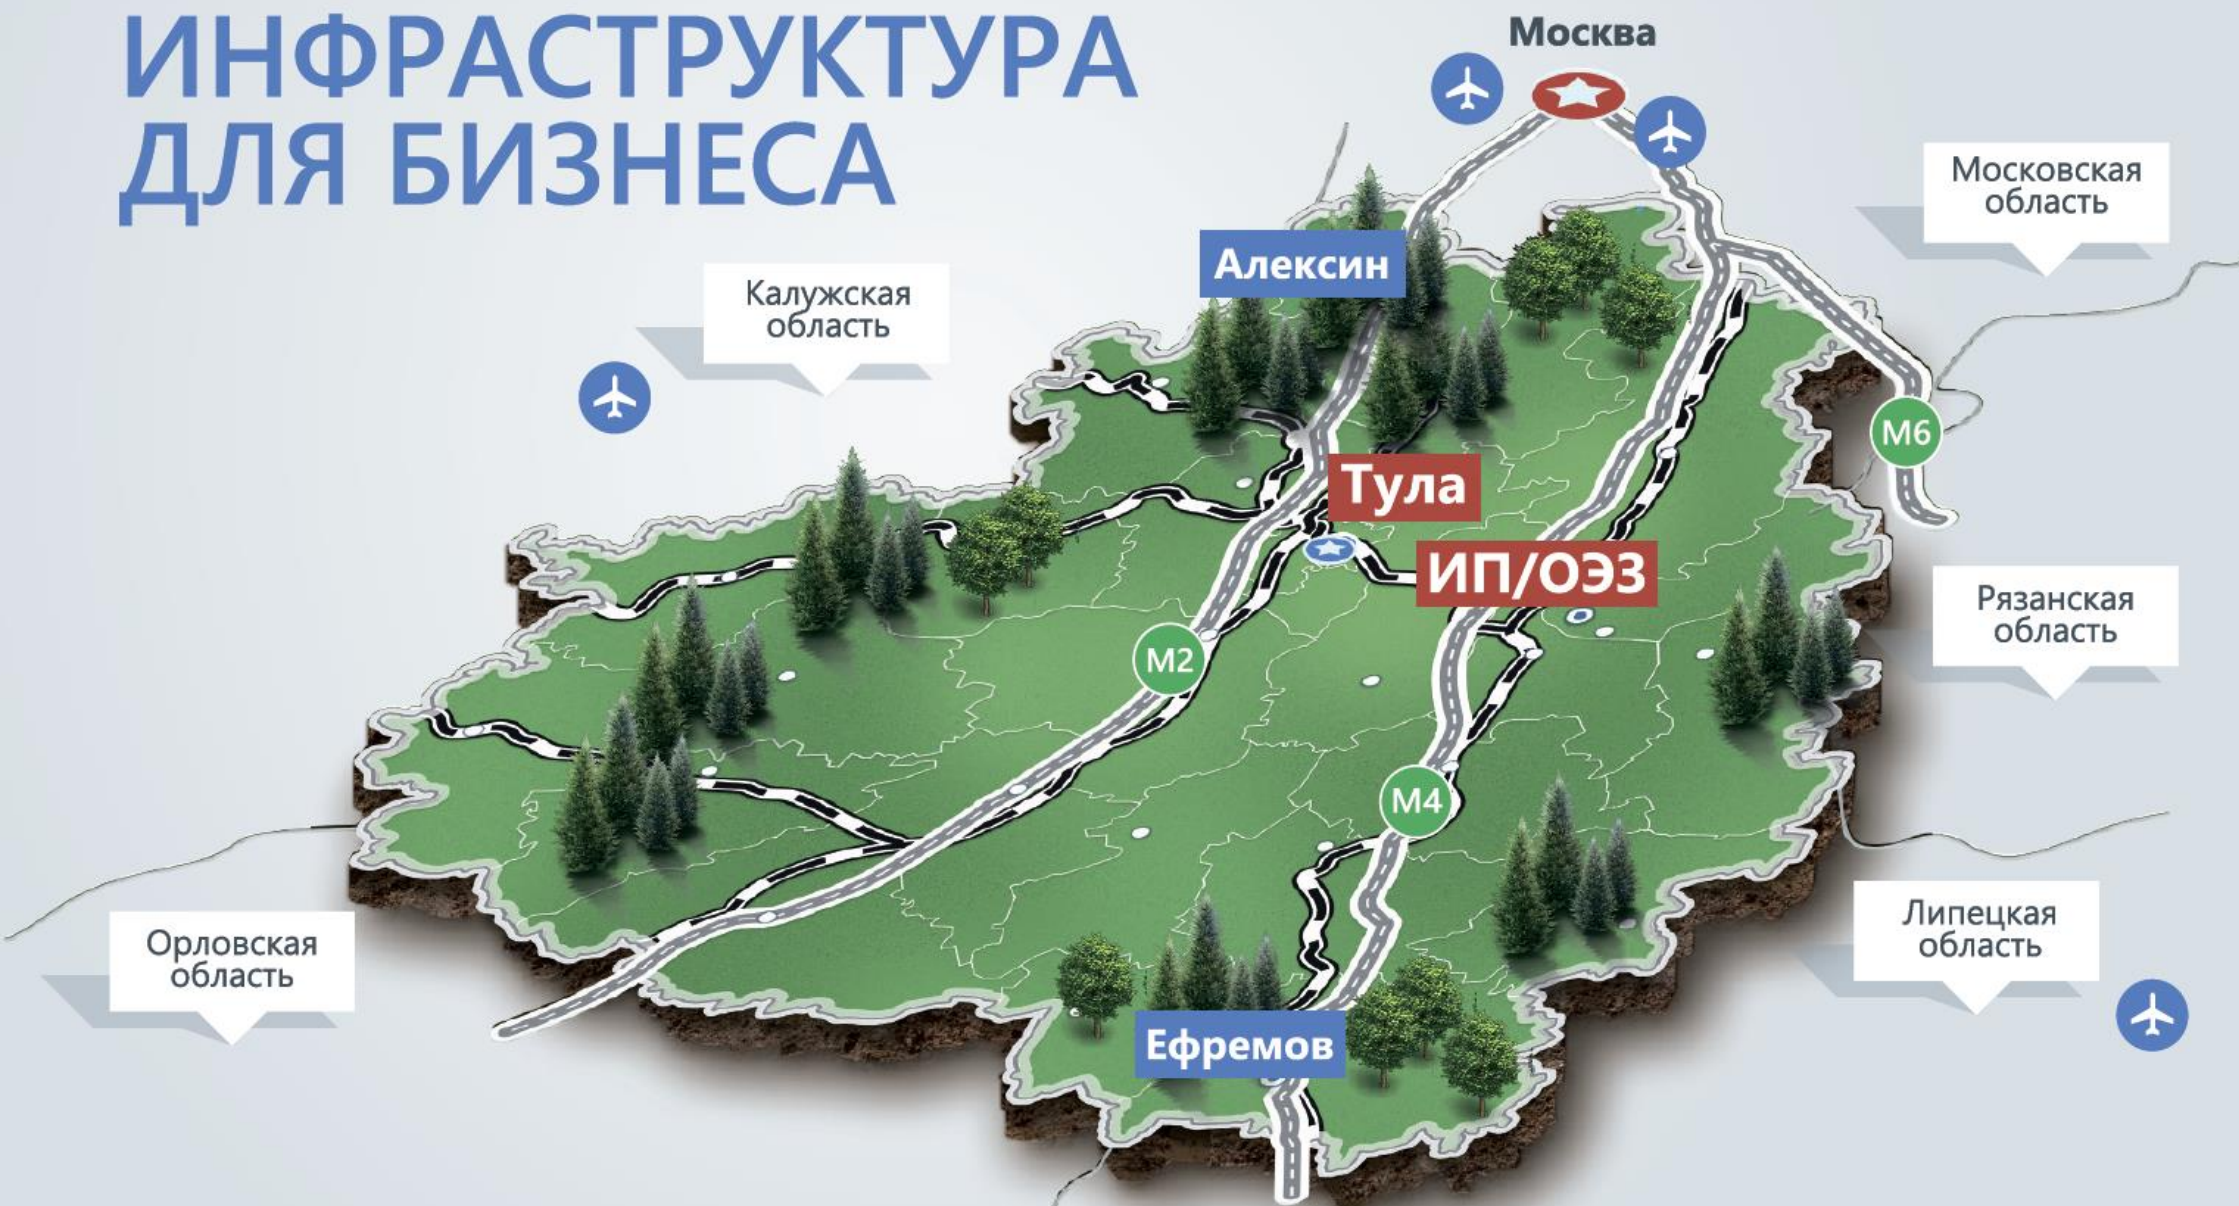 ИНФРАСТРУКТУРА
ДЛЯ БИЗНЕСА
Москва
Московская
область
Алексин
Калужская
область
М6
Тула
ИП/ОЭЗ
Рязанская
область
М2
М4
Липецкая
область
Орловская
область
Ефремов